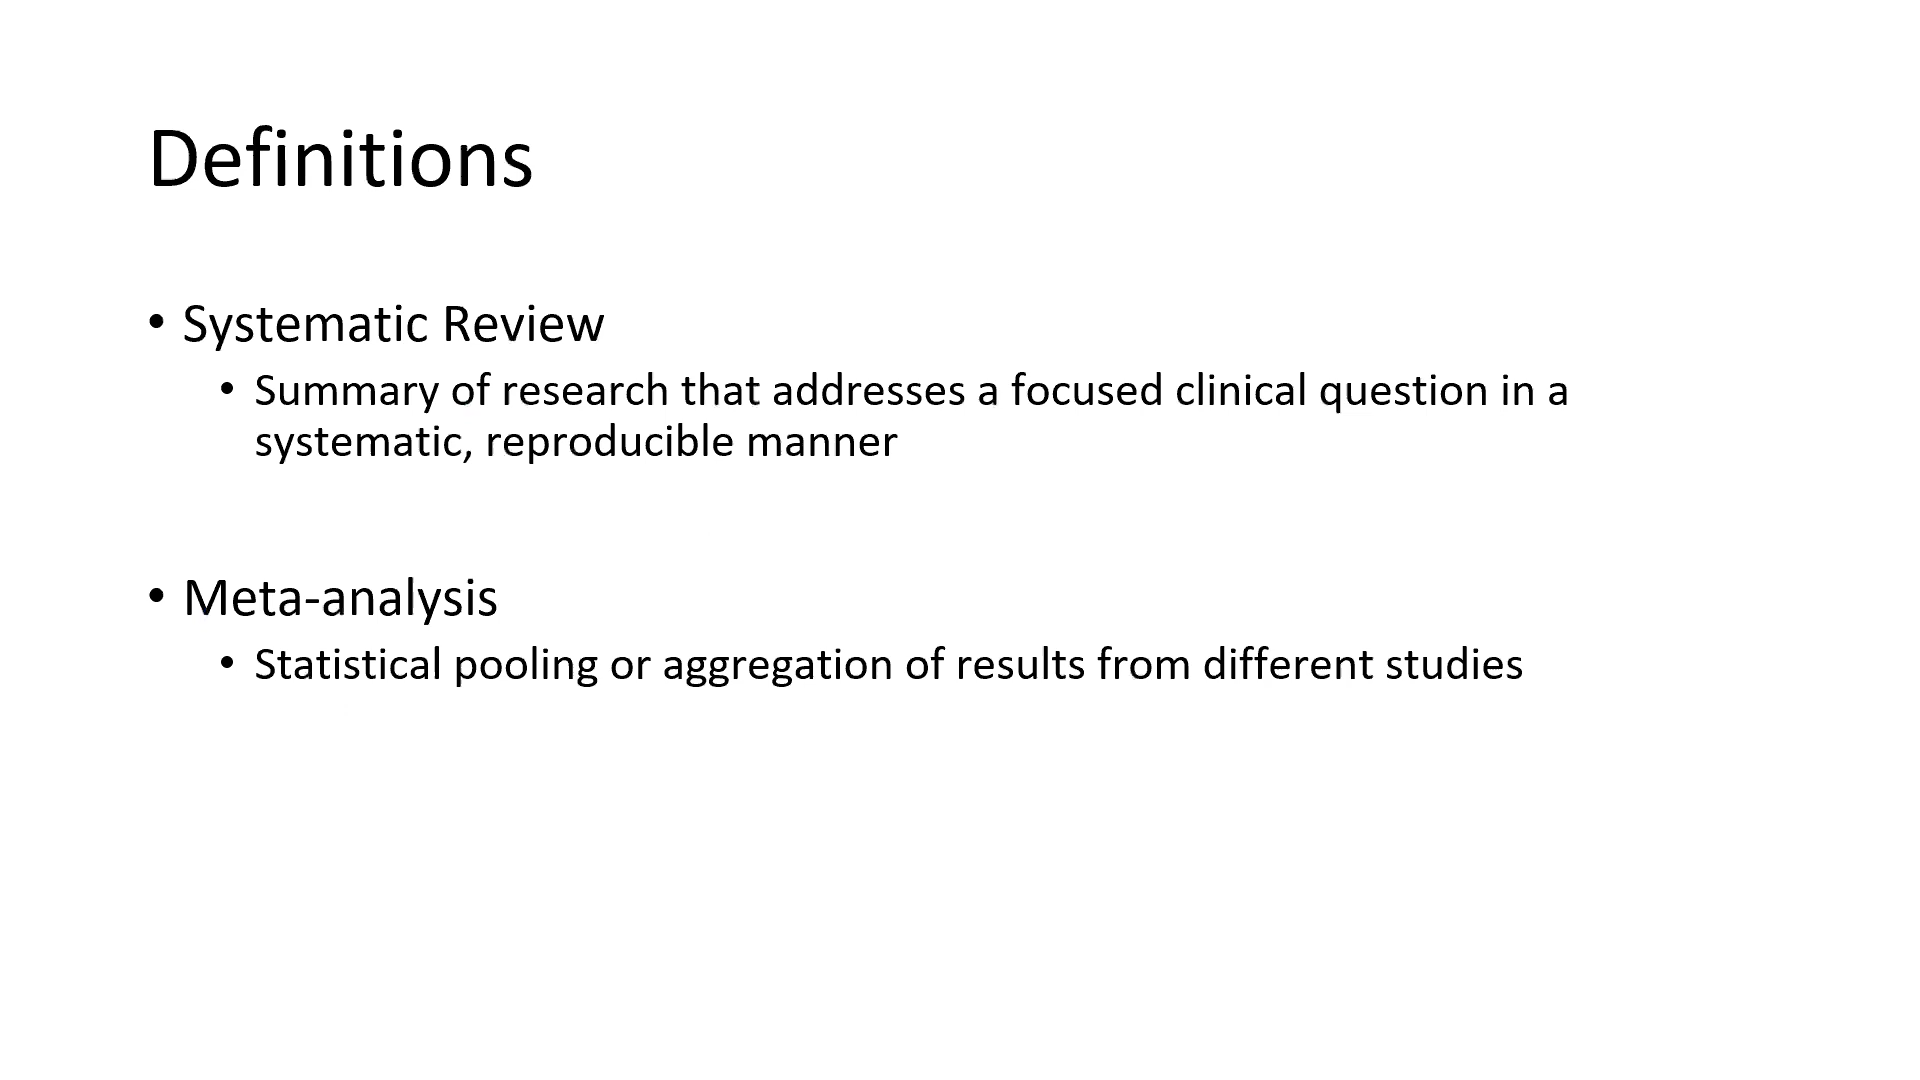 Definitions
• Systematic Review
• Summary of research that addresses a focused clinical question in a
systematic, reproducible manner
• Meta-analysis
• Statistical pooling or aggregation of results from different studies